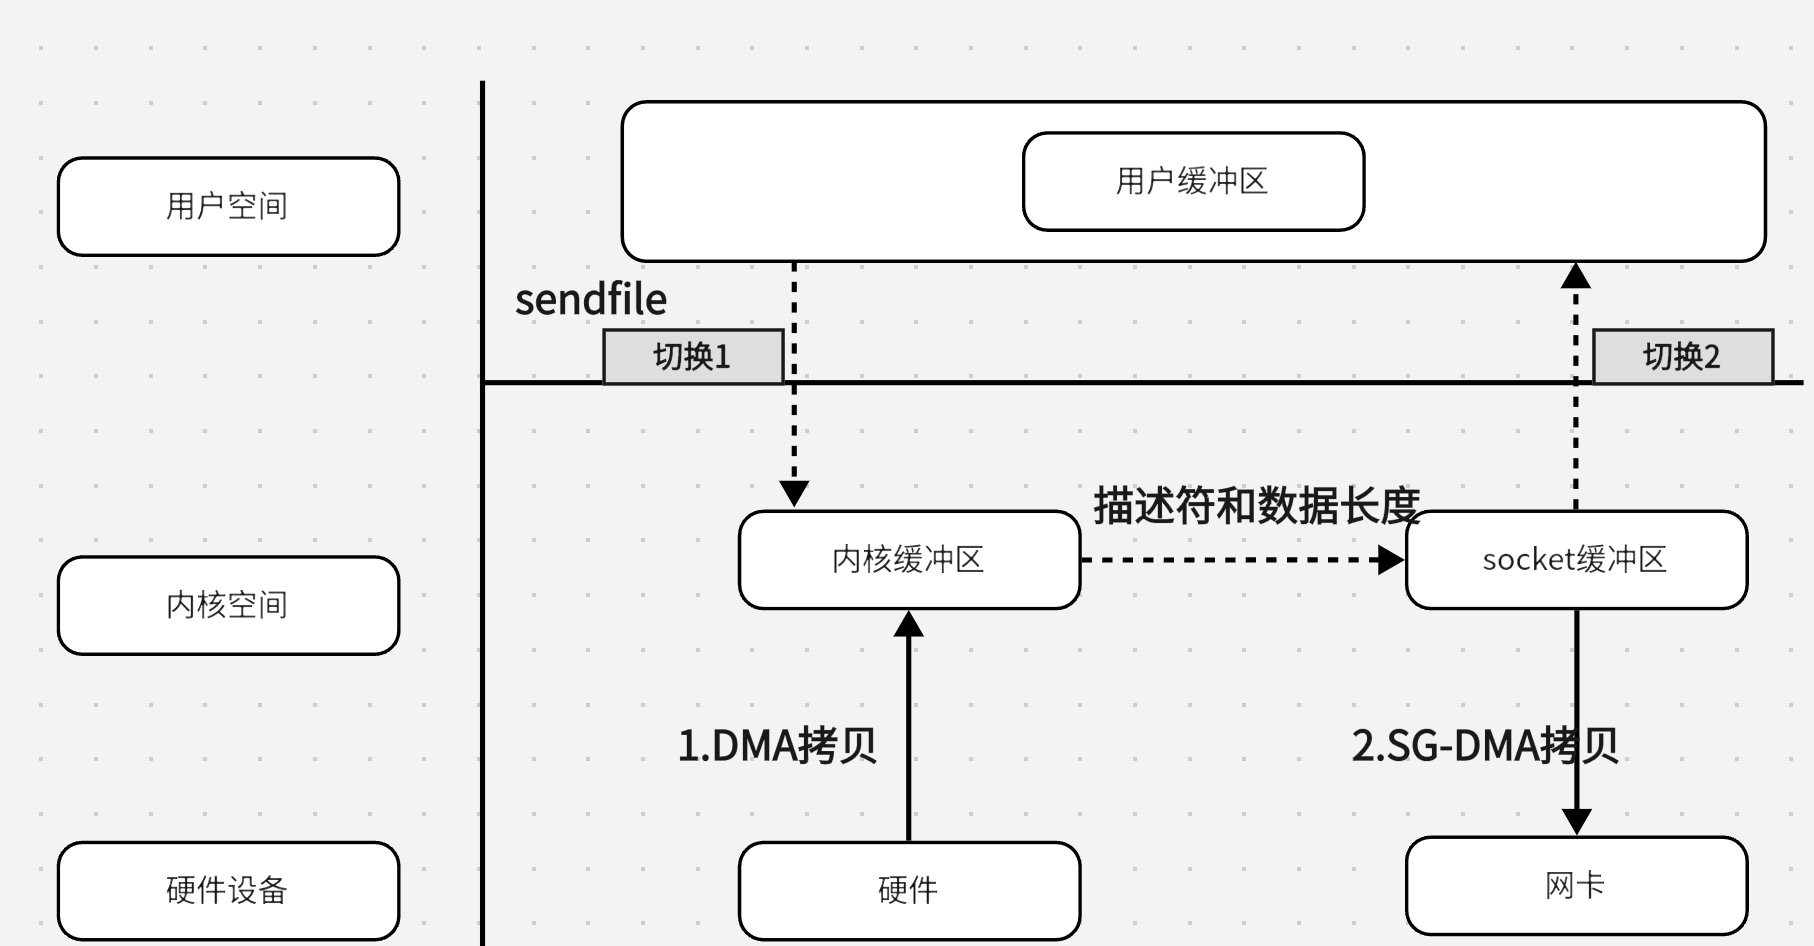 用户空间
用户缓冲区
sendfile
切换1
切换2
描述符和数据长度
内核空间
内核缓冲区
socket缓冲区
1.DMA拷贝
2.SG-DMA拷贝
硬件设备
硬件
网卡